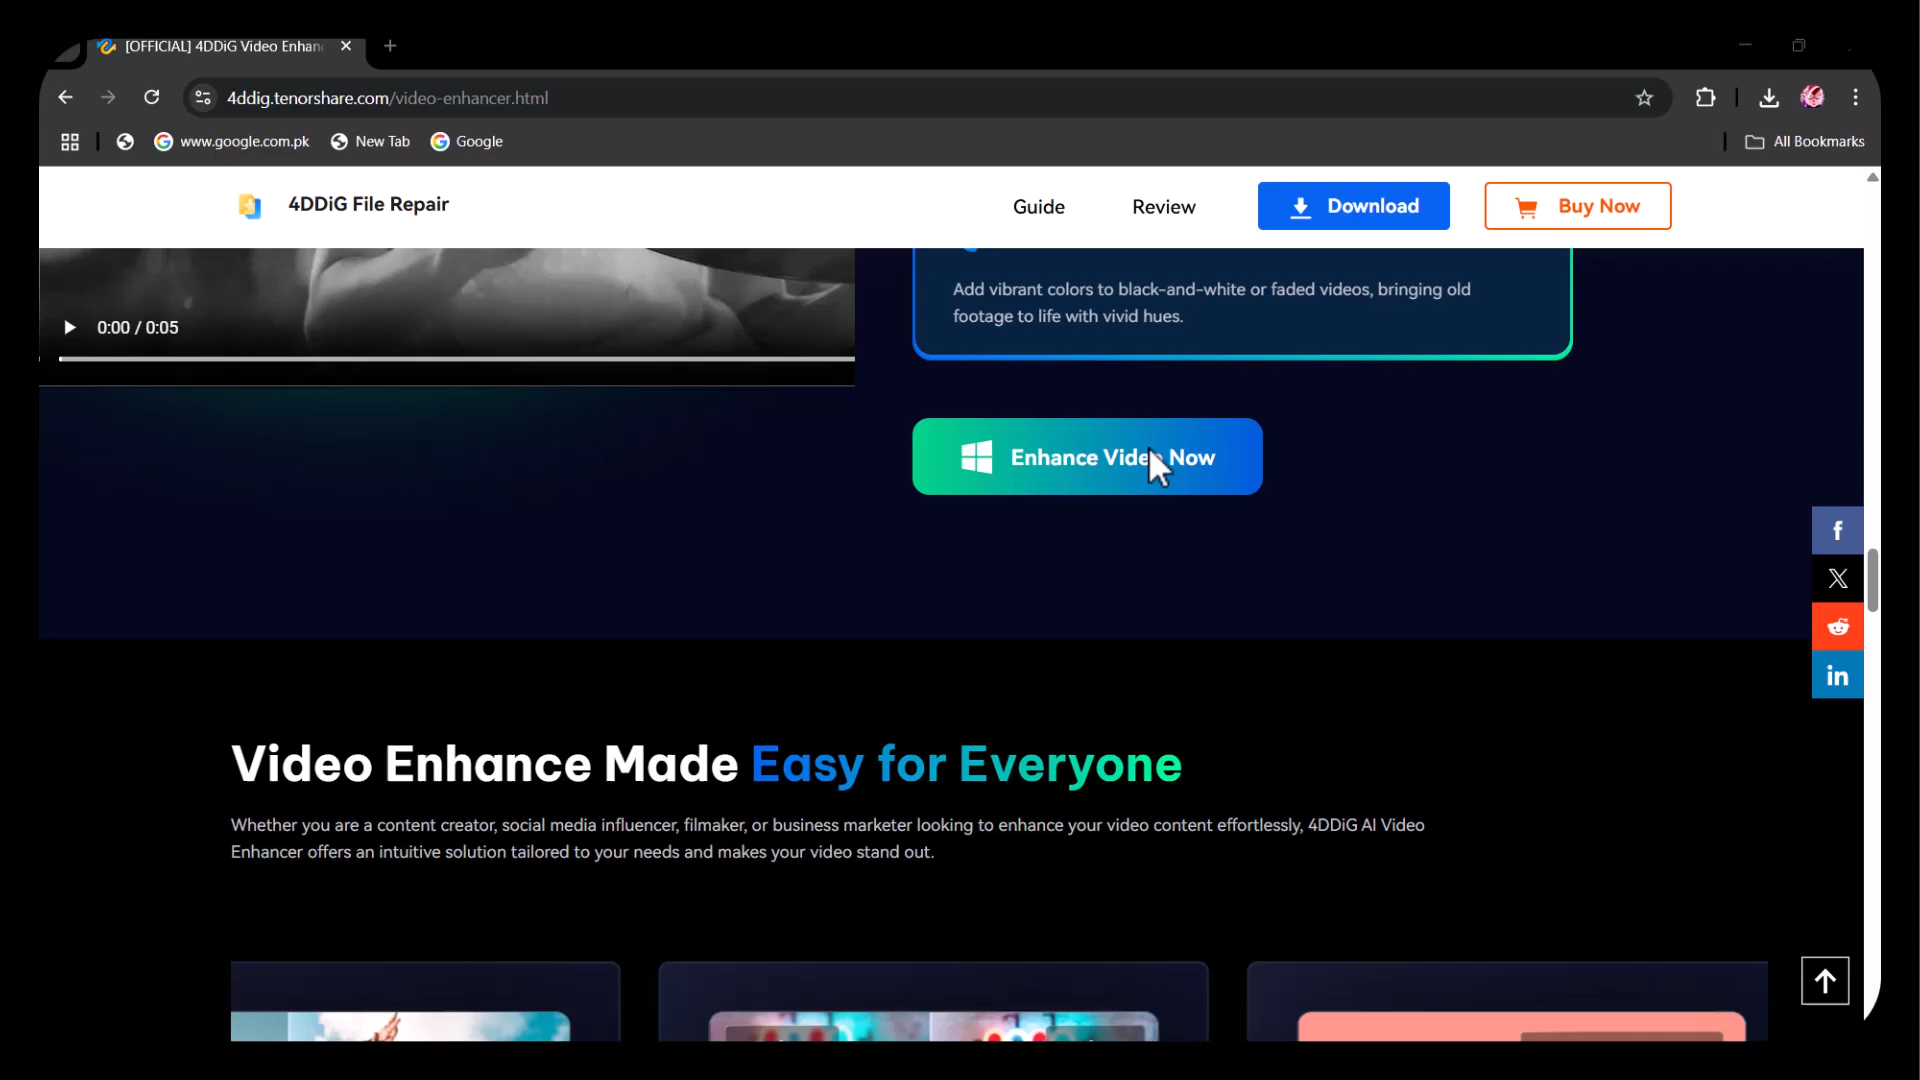 [OFFICIAL] 4DDiG Video Enhanc
4ddig.tenorshare.com/video-enhancer.html
www.google.com.pk
New Tab
Google
All Bookmarks
4DDiG File Repair
Guide
Review
Download
Buy Now
Add vibrant colors to black-and-white or faded videos, bringing old
footage to life with vivid hues.
0:00 / 0:05
Enhance Video Now
f
X
in
Video Enhance Made Easy for Everyone
Whether you are a content creator, social media influencer, filmaker, or business marketer looking to enhance your video content effortlessly, 4DDiG AI Video
Enhancer offers an intuitive solution tailored to your needs and makes your video stand out.